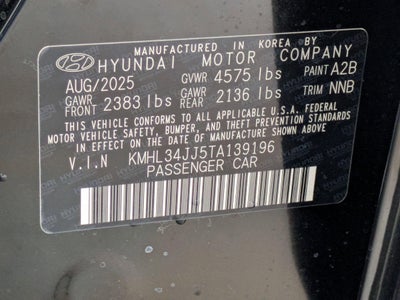 MANUFACTURED IN KOREA BY
HYUNDAI MOTOR COMPANY
AUG/2025 GVWR 4575 lbs PAINT A2B
GAWR FRONT 2383 lbs GAWR REAR 2136 lbs TRIM NNB
THIS VEHICLE CONFORMS TO ALL APPLICABLE U.S.A. FEDERAL
MOTOR VEHICLE SAFETY, BUMPER, AND THEFT PREVENTION STANDARDS
IN EFFECT ON THE DATE OF MANUFACTURE SHOWN ABOVE.
V.I.N KMHL34JJ5TA139196
PASSENGER CAR